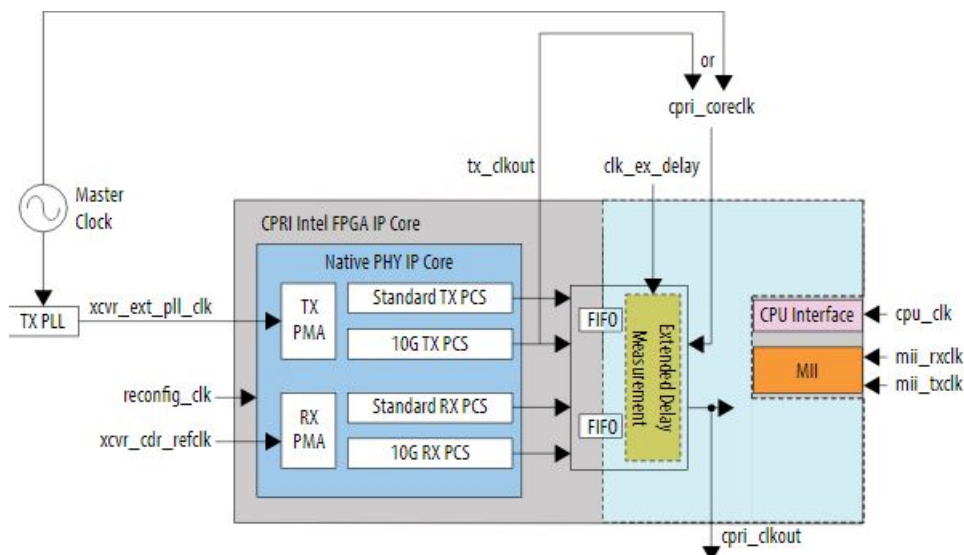 or
cpri_coreclk
tx_clkout
clk_ex_delay
Master
Clock
CPRI Intel FPGA IP Core
Native PHY IP Core
TX PLL
xcvr_ext_pll_clk
TX
PMA
Standard TX PCS
10G TX PCS
FIFO
Extended Delay
Measurement
CPU Interface
cpu_clk
MII
mii_rxclk
mii_txclk
reconfig_clk
xcvr_cdr_refclk
RX
PMA
Standard RX PCS
10G RX PCS
FIFO
cpri_clkout